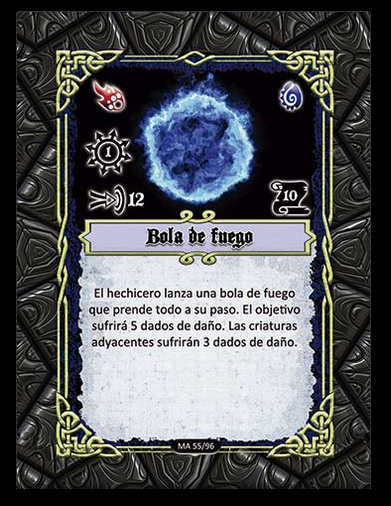 1
12
10
Bola de fuego
El hechicero lanza una bola de fuego
que prende todo a su paso. El objetivo
sufrirá 5 dados de daño. Las criaturas
adyacentes sufrirán 3 dados de daño.
MA 55/96